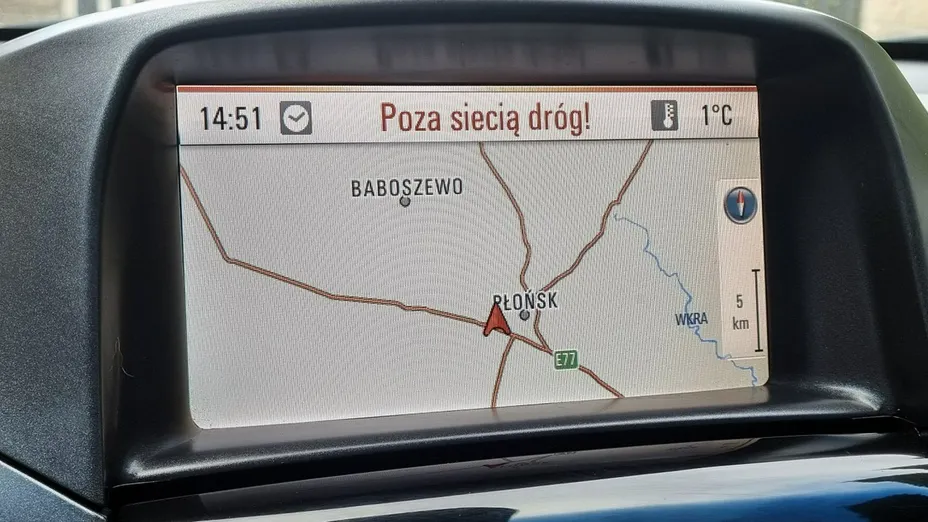 14:51 Poza siecią dróg! 1°C
BABOSZEWO
PŁOŃSK
5
km
WKRA
E77